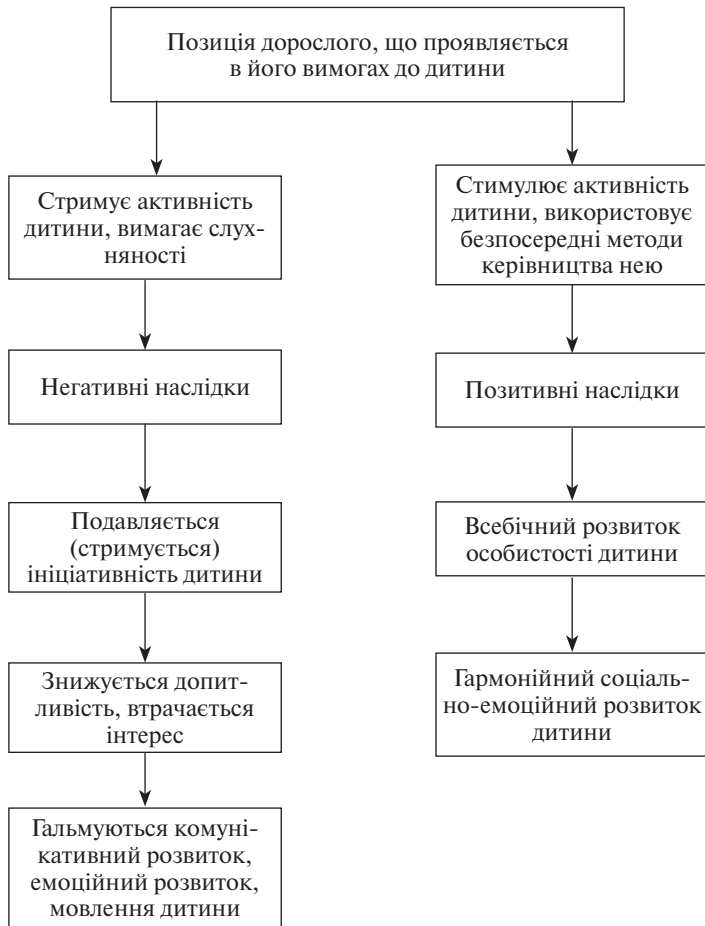 Позиція дорослого, що проявляється
в його вимогах до дитини
Стримує активність
дитини, вимагає слух-
няності
Негативні наслідки
Подавляється
(стримується)
ініціативність дитини
Знижується допит-
ливість, втрачається
інтерес
Гальмуються комуні-
кативний розвиток,
емоційний розвиток,
мовлення дитини
Стимулює активність
дитини, використовує
безпосередні методи
керівництва нею
Позитивні наслідки
Всебічний розвиток
особистості дитини
Гармонійний соціаль-
но-емоційний розвиток
дитини